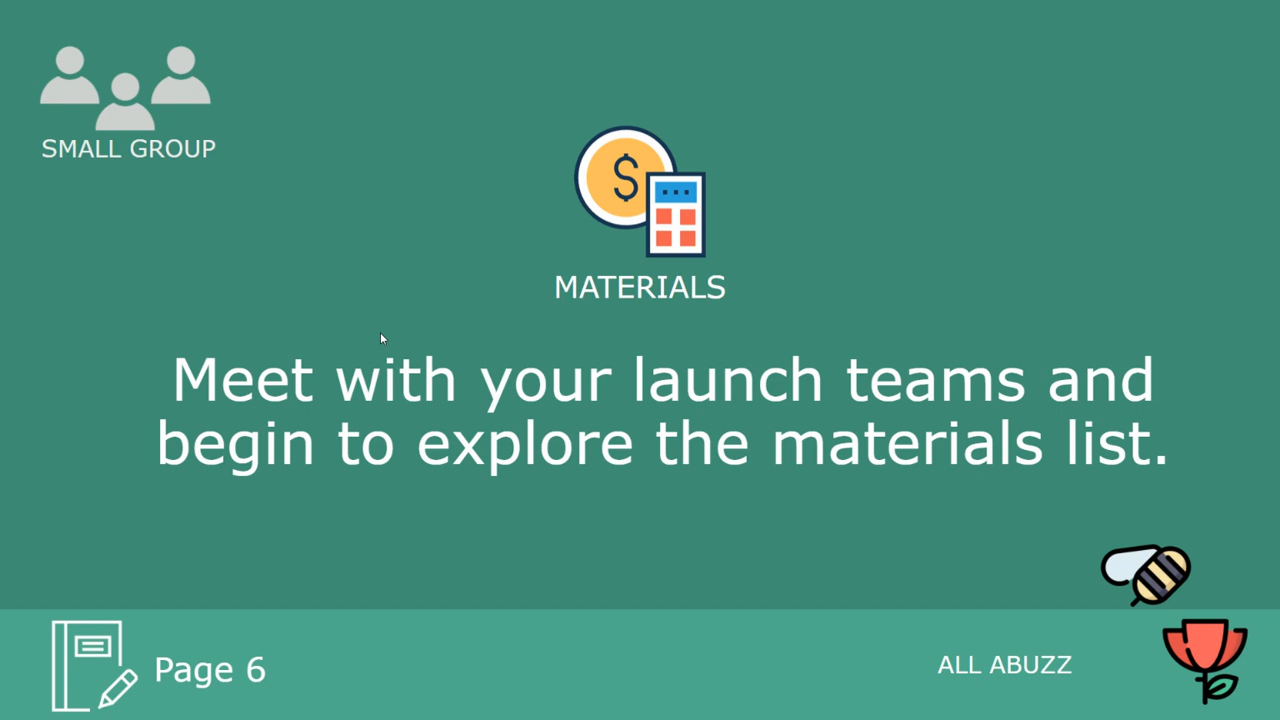 SMALL GROUP
$
MATERIALS
Meet with your launch teams and
begin to explore the materials list.
Page 6
ALL ABUZZ